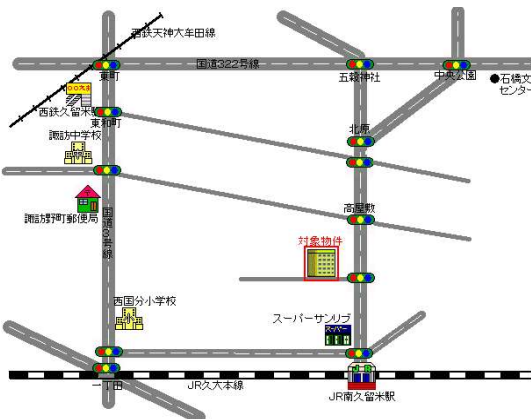 西鉄天神大牟田線
国道322号線
東町
五穀神社
中央公園
●石橋文
センター
西鉄久留米駅
東和町
北原
諏訪中学校
高屋敷
諏訪野町郵便局
国道3号線
対象物件
西国分小学校
スーパーサンリブ
スーパー
一丁田
JR久大本線
JR南久留米駅